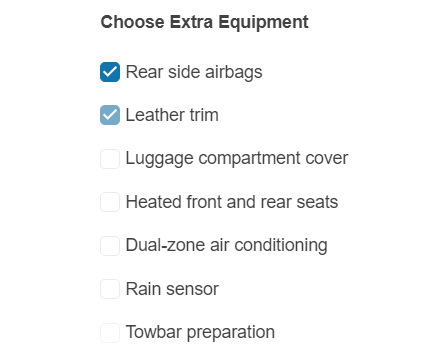 Choose Extra Equipment
Rear side airbags
Leather trim
Luggage compartment cover
Heated front and rear seats
Dual-zone air conditioning
Rain sensor
Towbar preparation